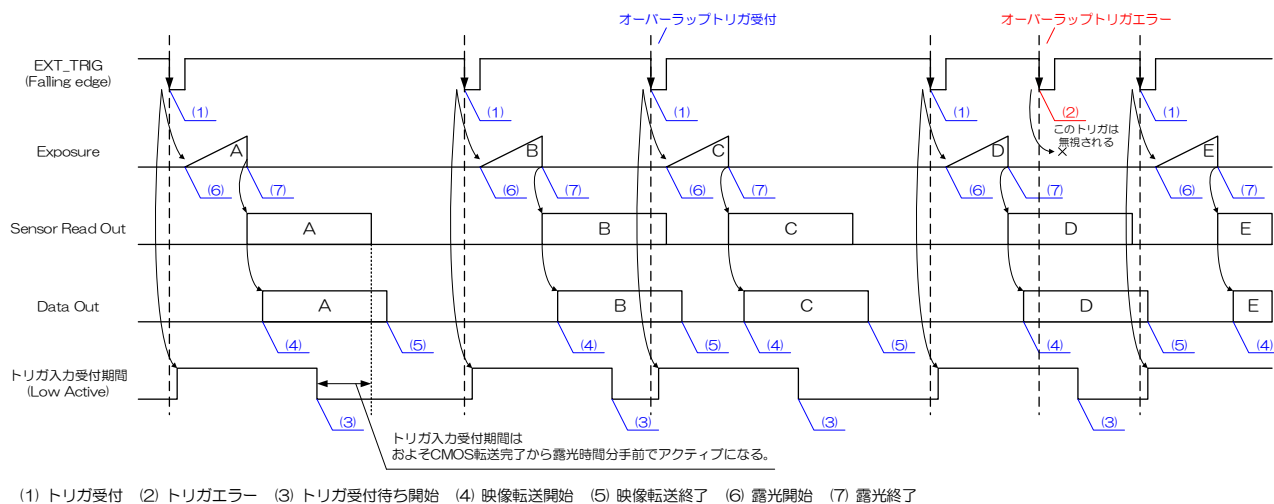 オーバーラップトリガ受付
オーバーラップトリガエラー
EXT_TRIG
(Falling edge)
(1)
(1)
(1)
(1)
(2)
(1)
このトリガは
無視される
×
Exposure
A
B
C
D
E
(6)
(7)
(6)
(7)
(6)
(7)
(6)
(7)
(6)
(7)
Sensor Read Out
A
B
C
D
E
Data Out
A
B
C
D
E
(4)
(5)
(4)
(5)
(4)
(5)
(4)
(5)
(4)
トリガ入力受付期間
(Low Active)
(3)
(3)
(3)
(3)
トリガ入力受付期間は
およそCMOS転送完了から露光時間分手前でアクティブになる。
(1) トリガ受付 (2) トリガエラー (3) トリガ受付待ち開始 (4) 映像転送開始 (5) 映像転送終了 (6) 露光開始 (7) 露光終了